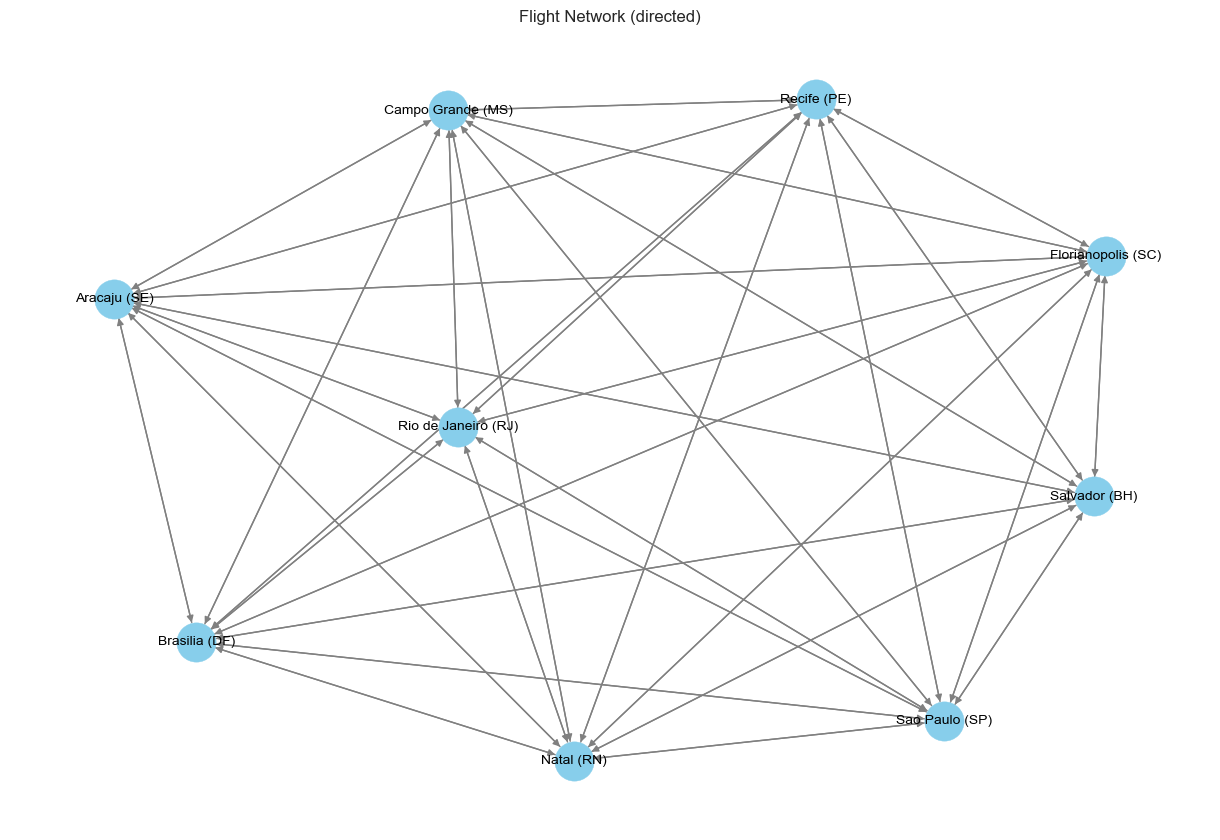 Flight Network (directed)
Recife (PE)
Campo Grande (MS)
Florianopolis (SC)
Aracaju (SE)
Rio de Janeiro (RJ)
Salvador (BH)
Brasilia (DF)
Sao Paulo (SP)
Natal (RN)